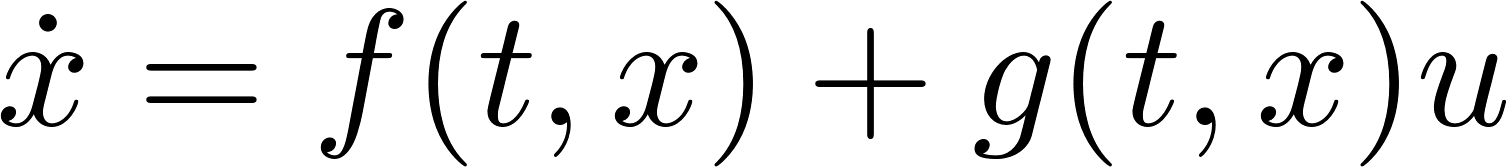 ẋ = f(t, x) + g(t, x)u